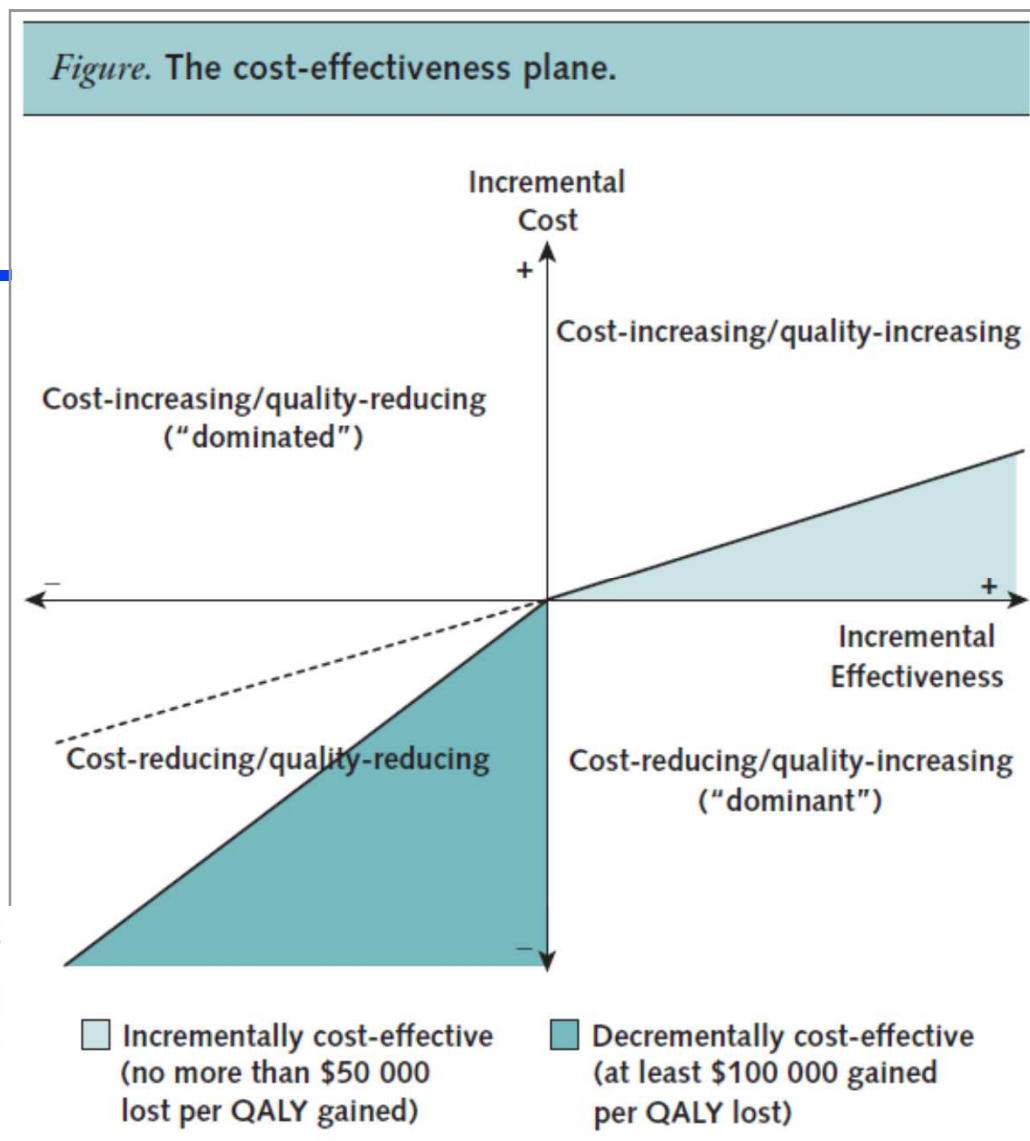 Figure. The cost-effectiveness plane.
Incremental
Cost
+
Cost-increasing/quality-increasing
Cost-increasing/quality-reducing
(“dominated”)
–
+
Incremental
Effectiveness
Cost-reducing/quality-reducing
Cost-reducing/quality-increasing
(“dominant”)
–
Incrementally cost-effective
(no more than $50 000
lost per QALY gained)
Decrementally cost-effective
(at least $100 000 gained
per QALY lost)